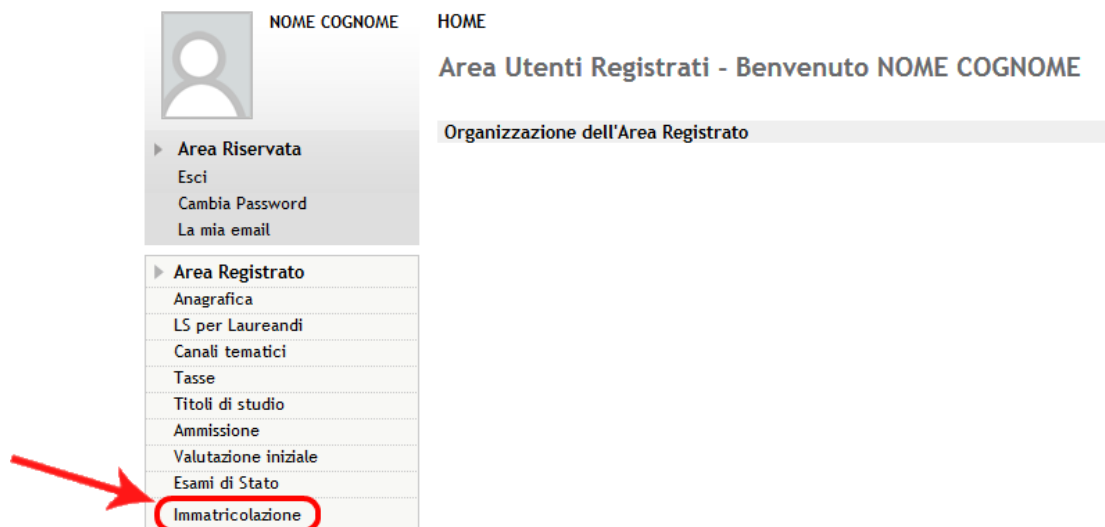 NOME COGNOME
Area Riservata
Esci
Cambia Password
La mia email
Area Registrato
Anagrafica
LS per Laureandi
Canali tematici
Tasse
Titoli di studio
Ammissione
Valutazione iniziale
Esami di Stato
Immatricolazione
HOME
Area Utenti Registrati - Benvenuto NOME COGNOME
Organizzazione dell'Area Registrato